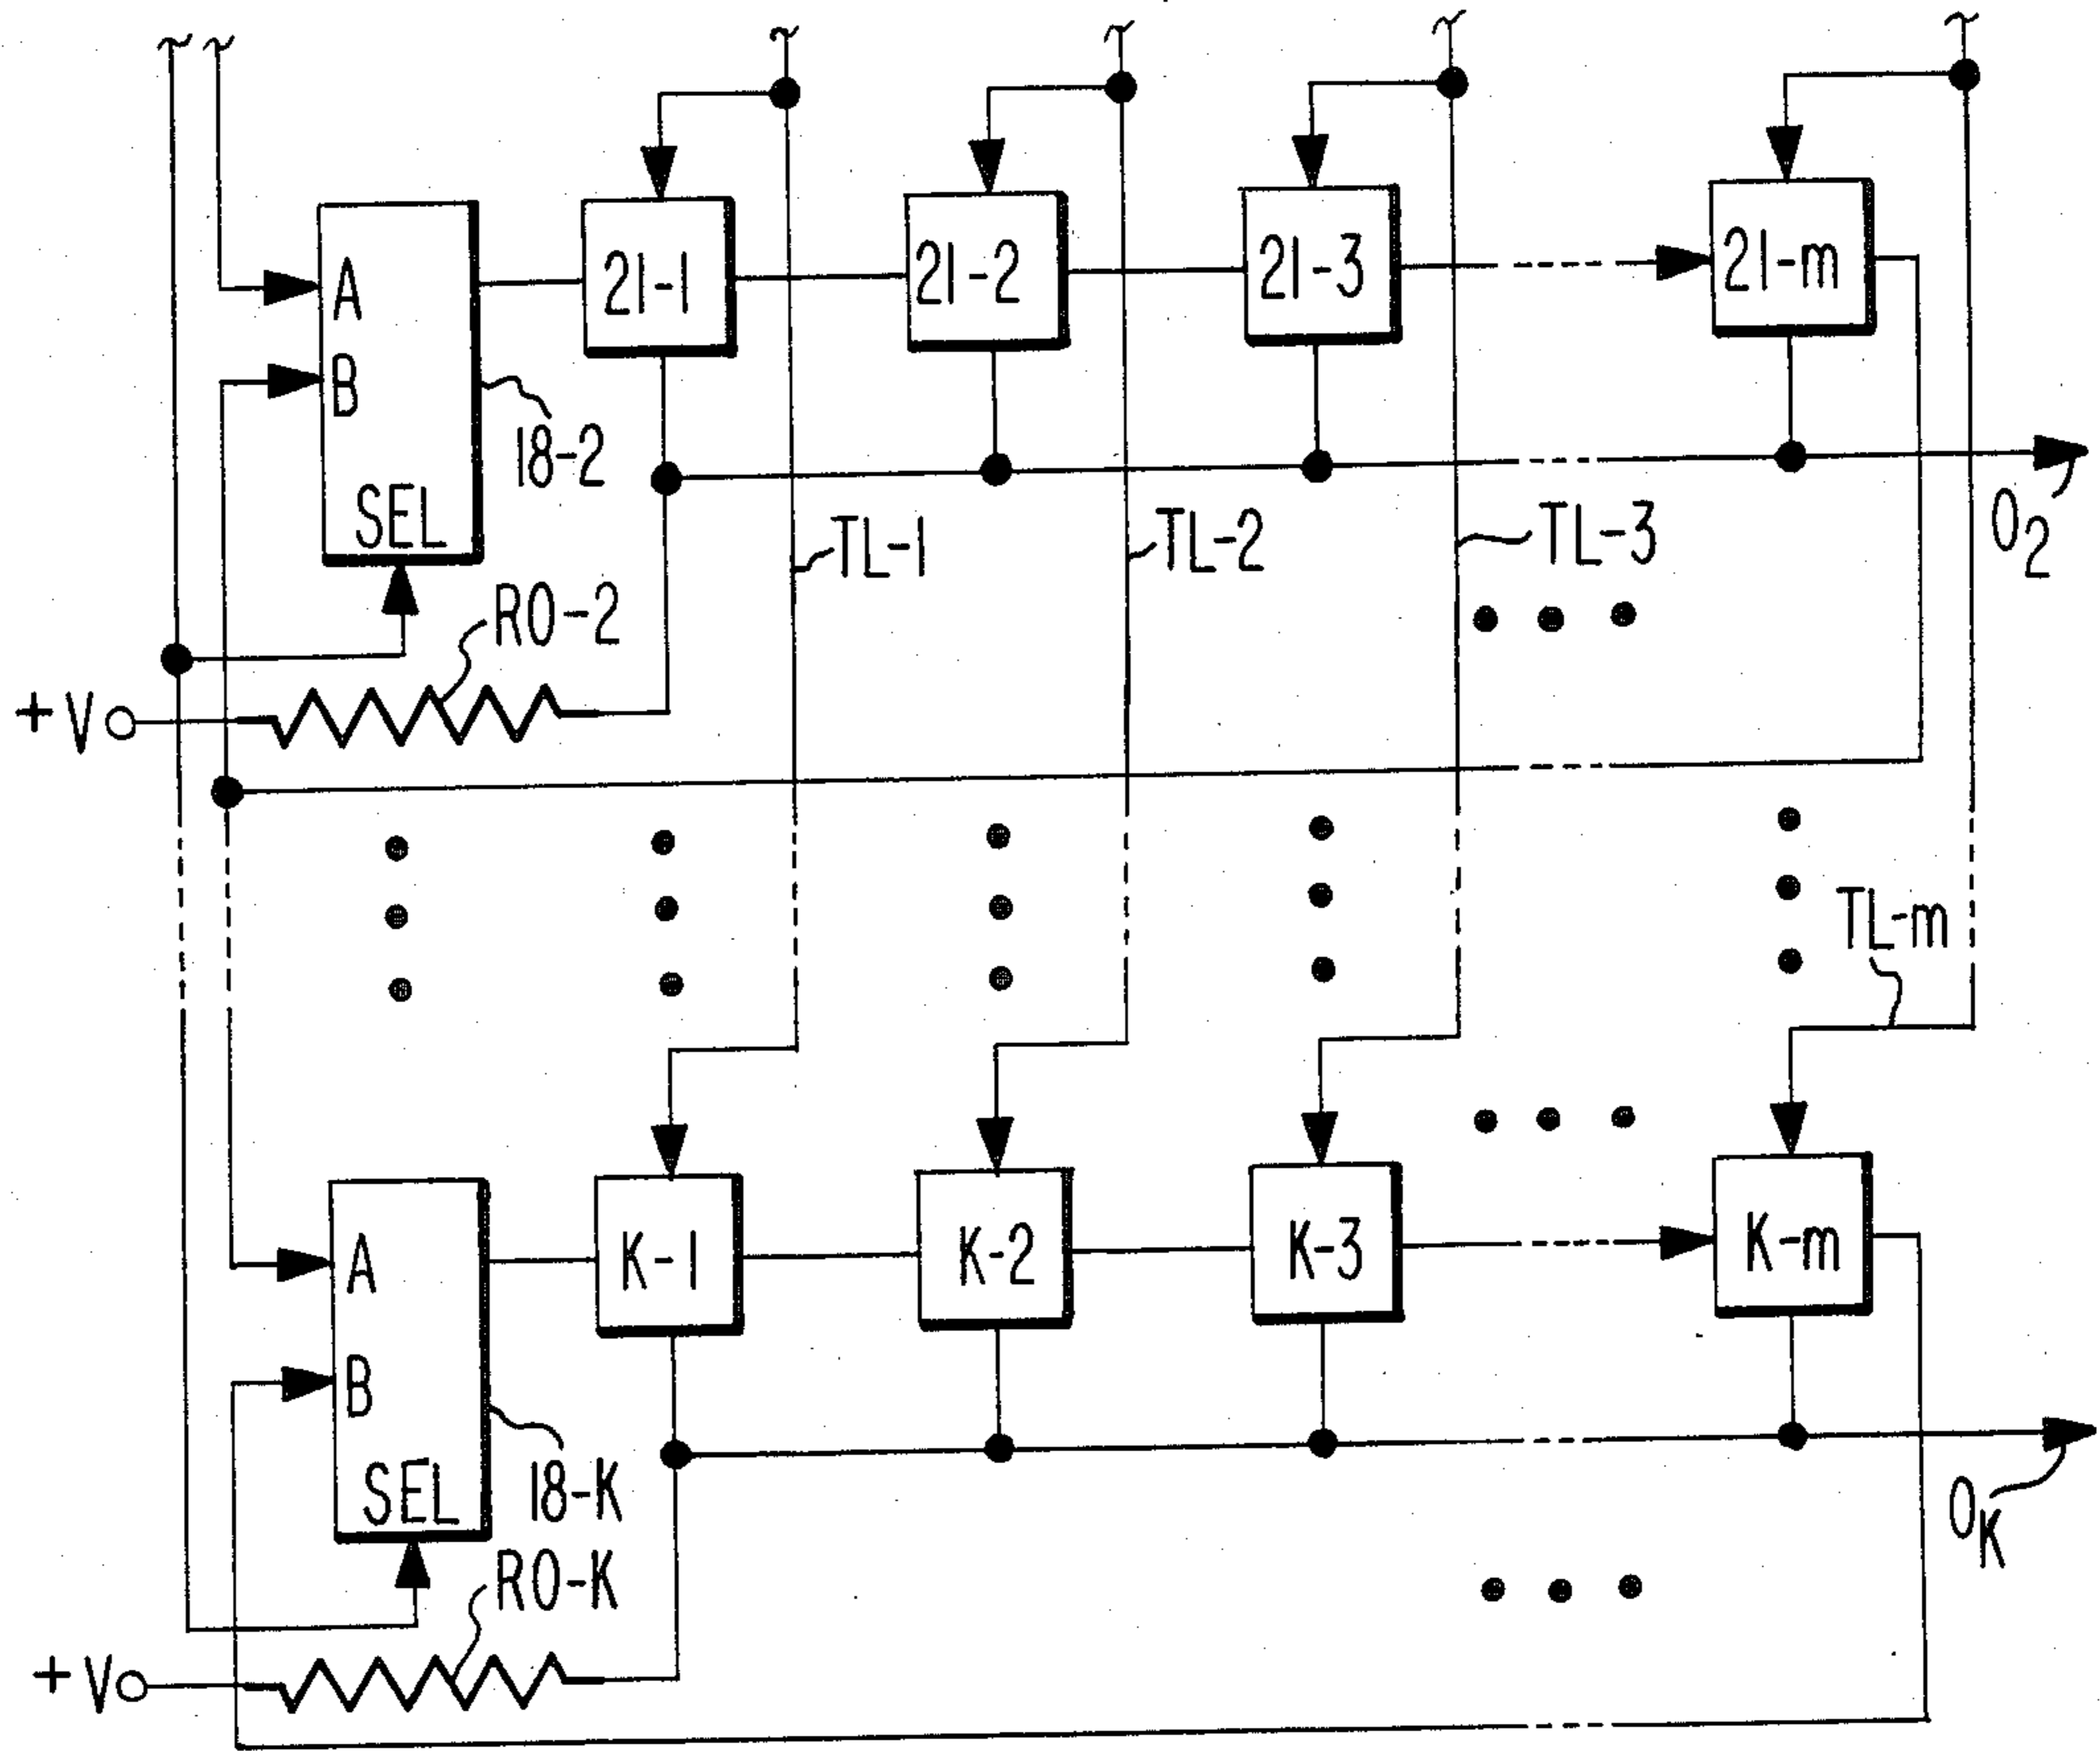 A
21-1
21-2
21-3
21-m
B
18-2
SEL
O2
TL-1
TL-2
TL-3
RO-2
+V
TL-m
A
K-1
K-2
K-3
K-m
B
SEL
18-K
OK
RO-K
+V